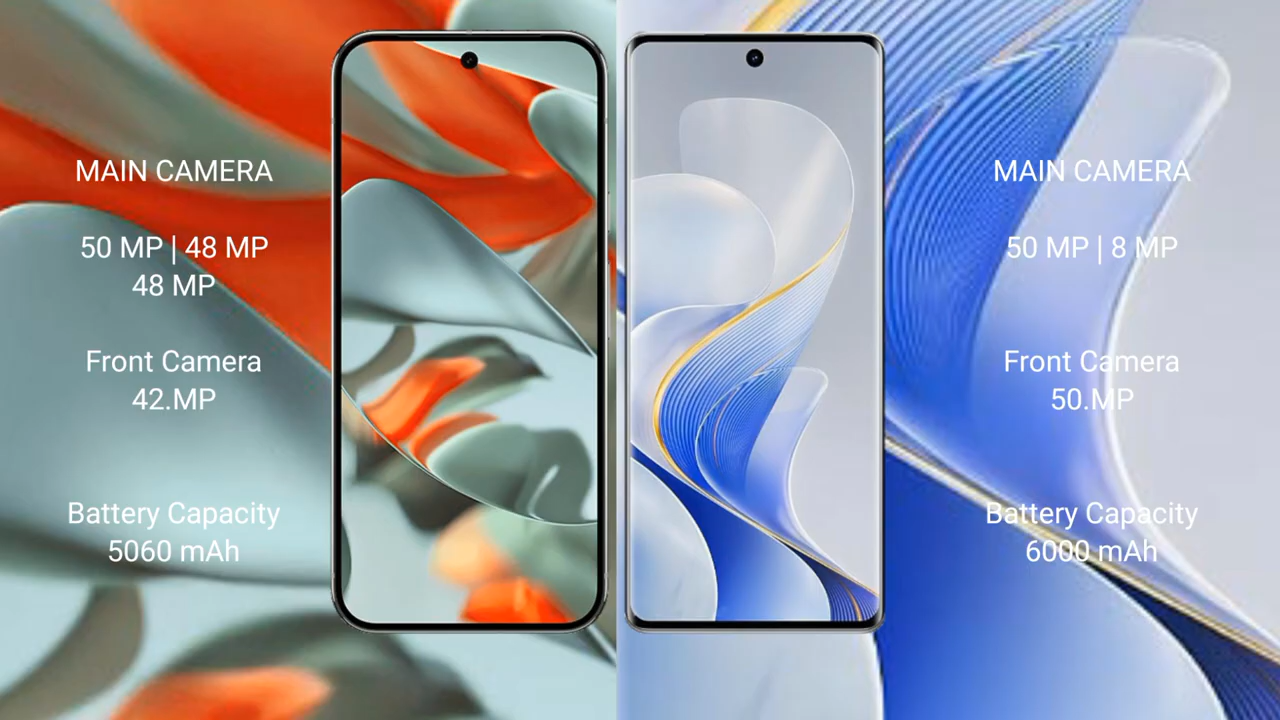 MAIN CAMERA
50 MP | 48 MP
48 MP
Front Camera
42.MP
Battery Capacity
5060 mAh
MAIN CAMERA
50 MP | 8 MP
Front Camera
50.MP
Battery Capacity
6000 mAh